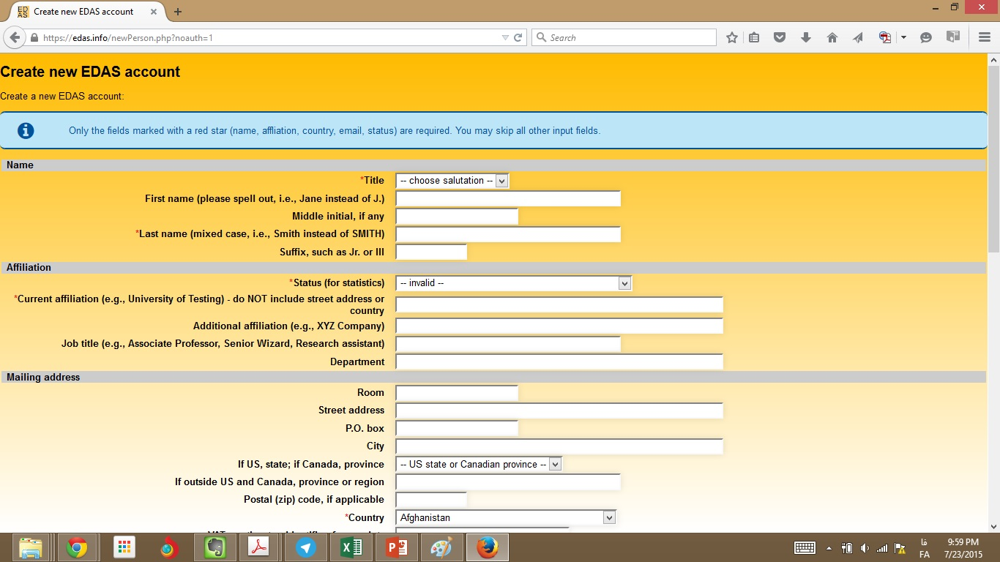 ED
AS
Create new EDAS account
https://edas.info/newPerson.php?noauth=1
Search
Create new EDAS account
Create a new EDAS account:
Only the fields marked with a red star (name, affliation, country, email, status) are required. You may skip all other input fields.
Name
*Title
-- choose salutation --
First name (please spell out, i.e., Jane instead of J.)
Middle initial, if any
*Last name (mixed case, i.e., Smith instead of SMITH)
Suffix, such as Jr. or III
Affiliation
*Status (for statistics)
-- invalid --
*Current affiliation (e.g., University of Testing) - do NOT include street address or
country
Additional affiliation (e.g., XYZ Company)
Job title (e.g., Associate Professor, Senior Wizard, Research assistant)
Department
Mailing address
Room
Street address
P.O. box
City
If US, state; if Canada, province
-- US state or Canadian province --
If outside US and Canada, province or region
Postal (zip) code, if applicable
*Country
Afghanistan
فا
FA
9:59 PM
7/23/2015